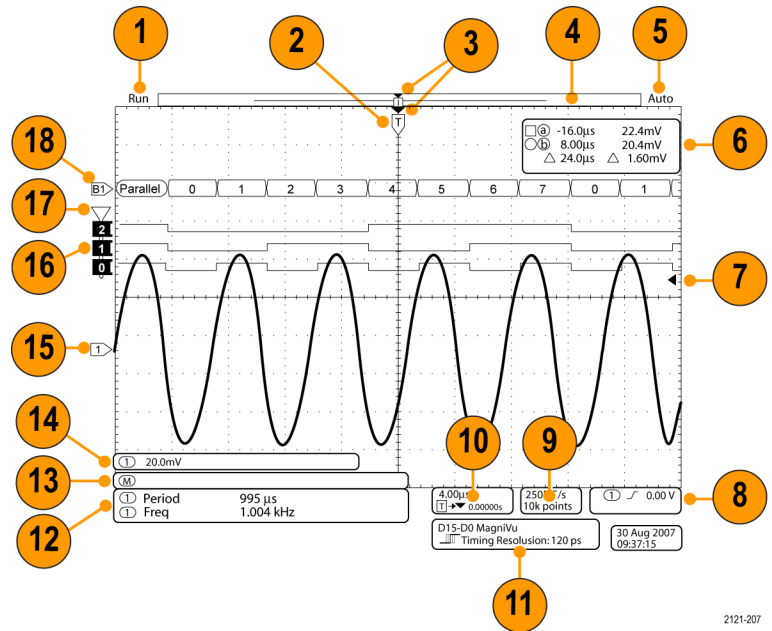 1
2
3
4
5
Run
Auto
T
ⓐ -16.0µs 22.4mV
ⓑ 8.00µs 20.4mV
△ 24.0µs △ 1.60mV
6
18
B1
Parallel 0 1 2 3 4 5 6 7 0 1
17
2
1
0
16
7
15
1
14
① 20.0mV
13
Ⓜ
10
9
① Period 995 µs
① Freq 1.004 kHz
12
4.00µs
T 0.00000s
10k points
① 0.00 V
8
D15-D0 MagniVu
Timing Resolusion: 120 ps
30 Aug 2007
09:37:15
11
2121-207